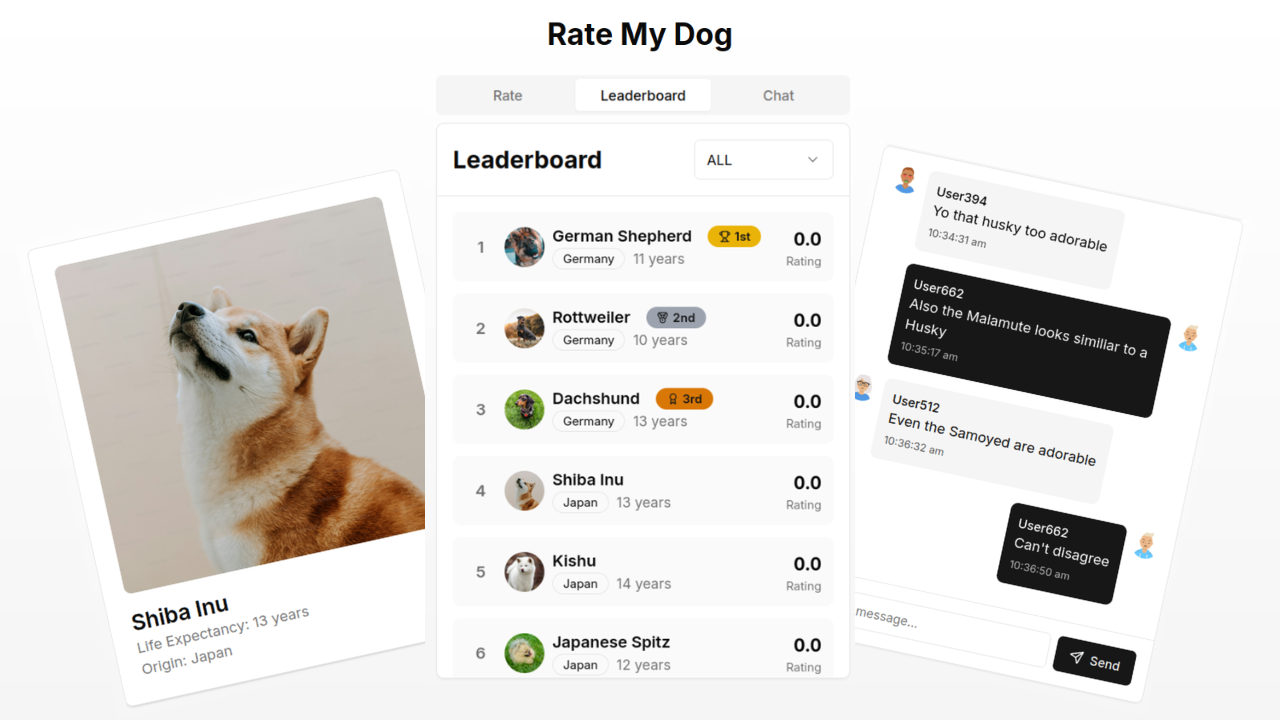 Rate My Dog
Rate
Leaderboard
Chat
Leaderboard
ALL
1
German Shepherd
1st
Germany
11 years
0.0
Rating
2
Rottweiler
2nd
Germany
10 years
0.0
Rating
3
Dachshund
3rd
Germany
13 years
0.0
Rating
4
Shiba Inu
Japan
13 years
0.0
Rating
5
Kishu
Japan
14 years
0.0
Rating
6
Japanese Spitz
Japan
12 years
0.0
Rating
Shiba Inu
Life Expectancy: 13 years
Origin: Japan
User394
Yo that husky too adorable
10:34:31 am
User662
Also the Malamute looks simillar to a
Husky
10:35:17 am
User512
Even the Samoyed are adorable
10:36:32 am
User662
Can't disagree
10:36:50 am
message...
Send